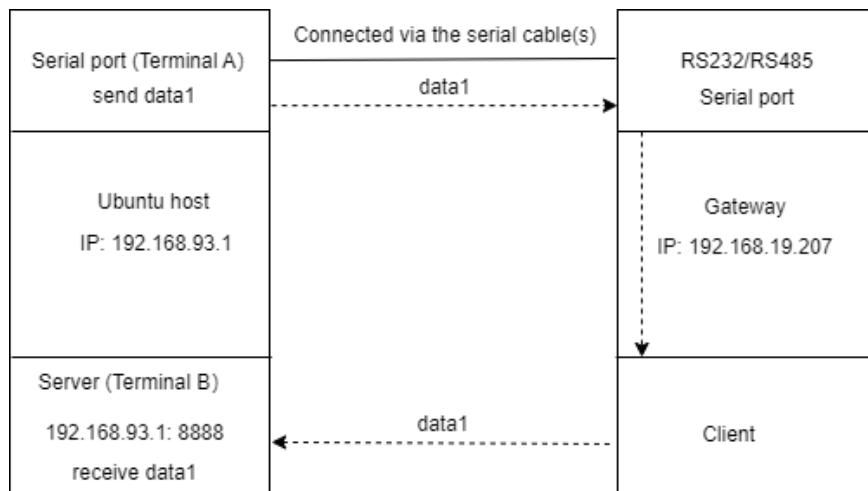 Serial port (Terminal A)
send data1
Connected via the serial cable(s)
data1
RS232/RS485
Serial port
Ubuntu host
IP: 192.168.93.1
Gateway
IP: 192.168.19.207
Server (Terminal B)
192.168.93.1: 8888
receive data1
data1
Client